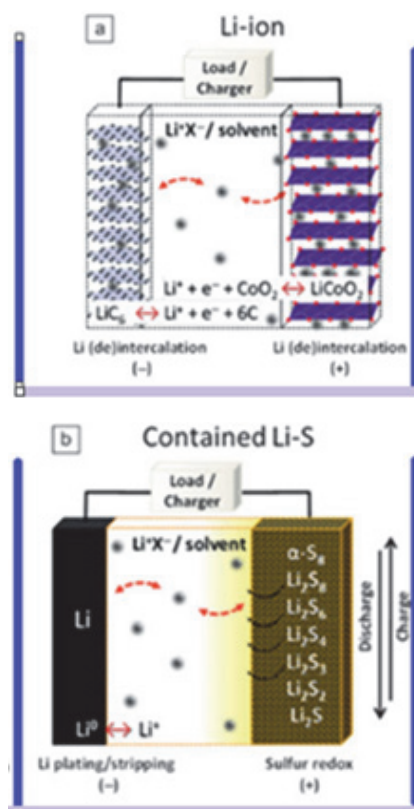 a Li-ion
Load /
Charger
Li⁺X⁻/ solvent
Li⁺ + e⁻ + CoO₂ ↔ LiCoO₂
LiC₆ ↔ Li⁺ + e⁻ + 6C
Li (de)intercalation Li (de)intercalation
(−) (+)
b Contained Li-S
Load /
Charger
Li⁺X⁻/ solvent
α-S₈
Li₂S₈
Li Li₂S₆
Li₂S₄
Li₂S₃
Li₂S₂
Li⁰ ↔ Li⁺ Li₂S
Discharge
Charge
Li plating/stripping Sulfur redox
(−) (+)